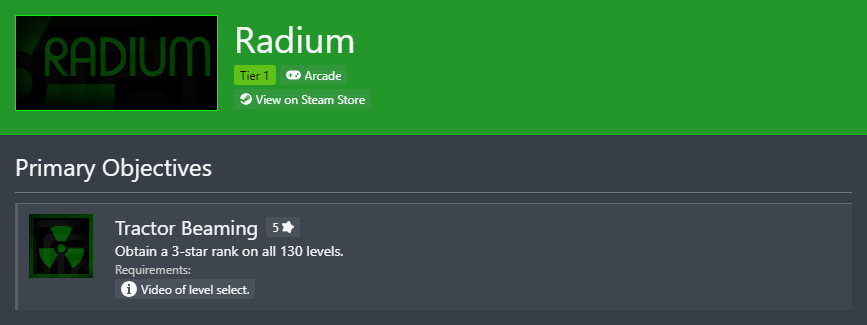 RADIUM
Radium
Tier 1
Arcade
View on Steam Store
Primary Objectives
Tractor Beaming 5
Obtain a 3-star rank on all 130 levels.
Requirements:
Video of level select.